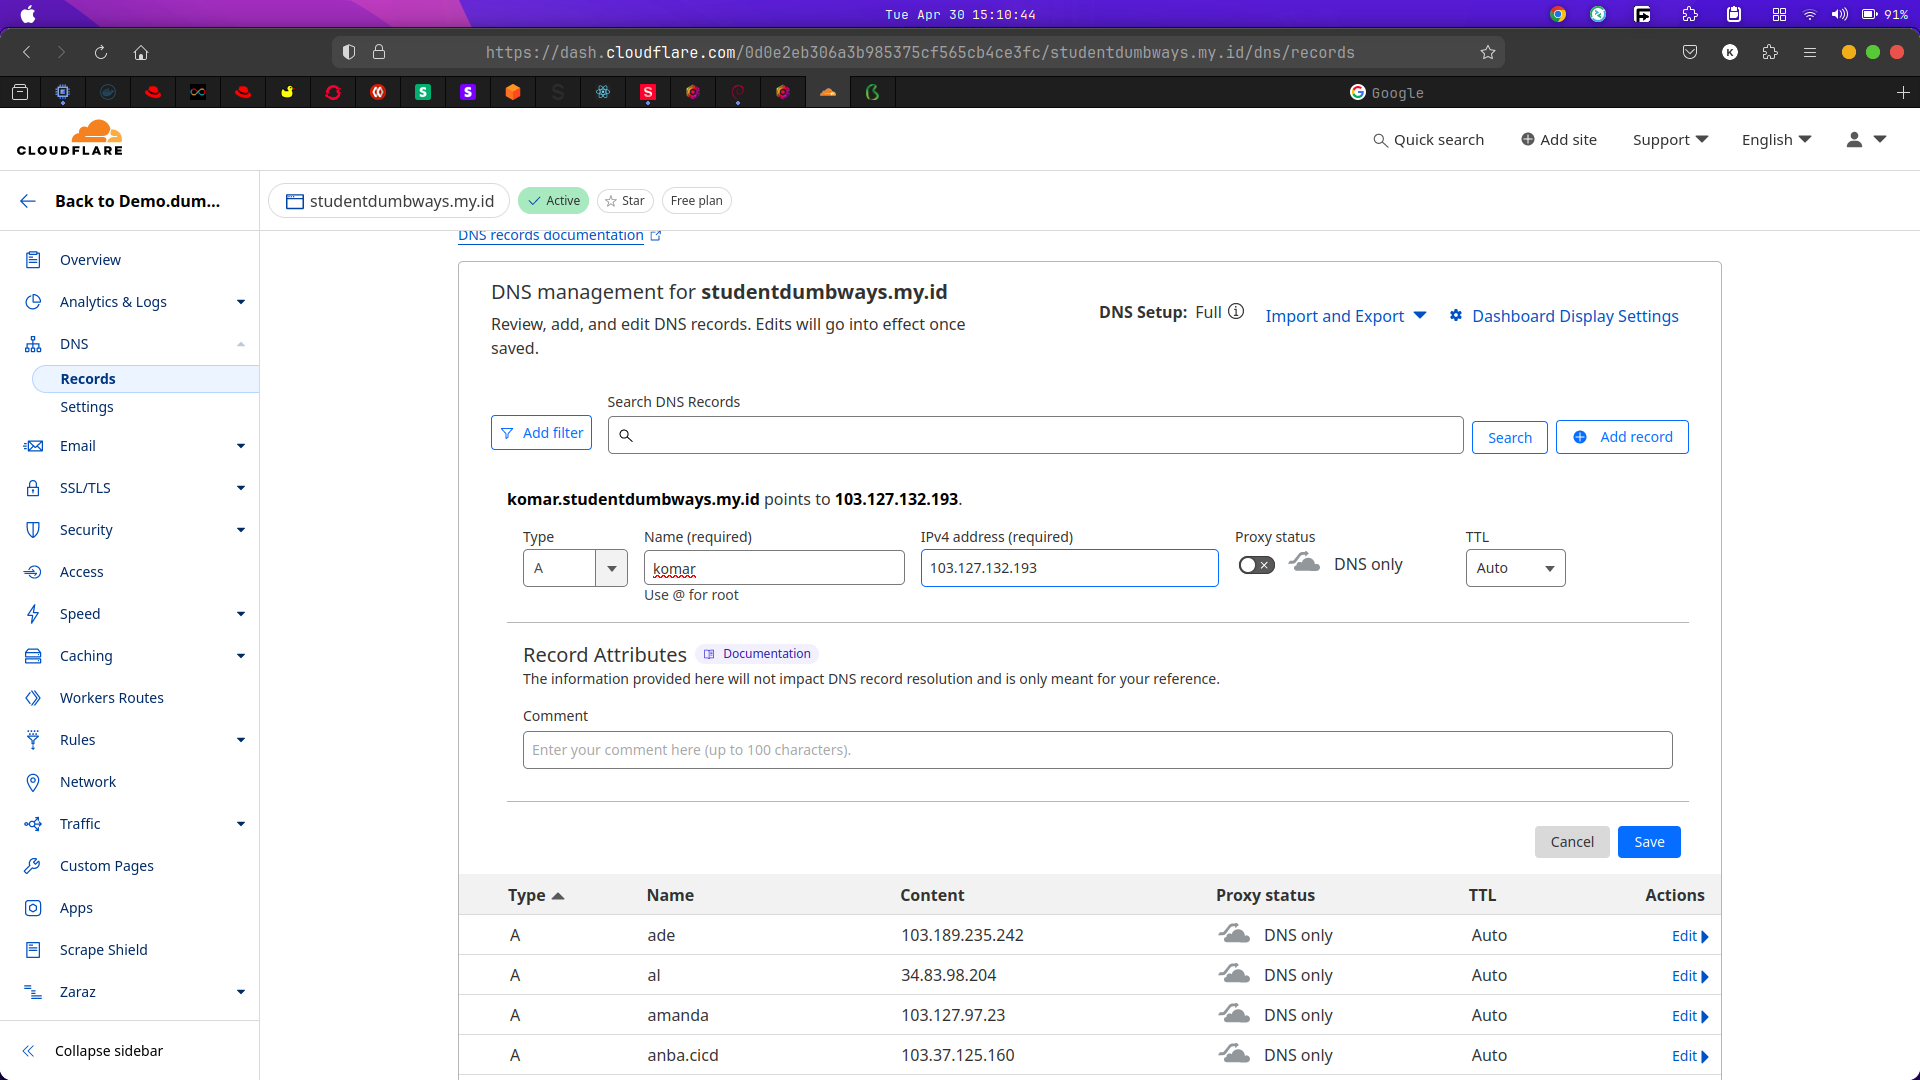 Tue Apr 30 15:10:44
91%
https://dash.cloudflare.com/0d0e2eb306a3b985375cf565cb4ce3fc/studentdumbways.my.id/dns/records
Google
CLOUDFLARE
Quick search
Add site
Support
English
Back to Demo.dum...
studentdumbways.my.id
Active
Star
Free plan
Overview
Analytics & Logs
DNS
Records
Settings
Email
SSL/TLS
Security
Access
Speed
Caching
Workers Routes
Rules
Network
Traffic
Custom Pages
Apps
Scrape Shield
Zaraz
Collapse sidebar
DNS records documentation
DNS management for studentdumbways.my.id
Review, add, and edit DNS records. Edits will go into effect once
saved.
DNS Setup: Full
Import and Export
Dashboard Display Settings
Search DNS Records
Add filter
Search
Add record
komar.studentdumbways.my.id points to 103.127.132.193.
Type Name (required) IPv4 address (required) Proxy status TTL
A komar 103.127.132.193 DNS only Auto
Use @ for root
Record Attributes Documentation
The information provided here will not impact DNS record resolution and is only meant for your reference.
Comment
Enter your comment here (up to 100 characters).
Cancel Save
Type Name Content Proxy status TTL Actions
A ade 103.189.235.242 DNS only Auto Edit
A al 34.83.98.204 DNS only Auto Edit
A amanda 103.127.97.23 DNS only Auto Edit
A anba.cicd 103.37.125.160 DNS only Auto Edit